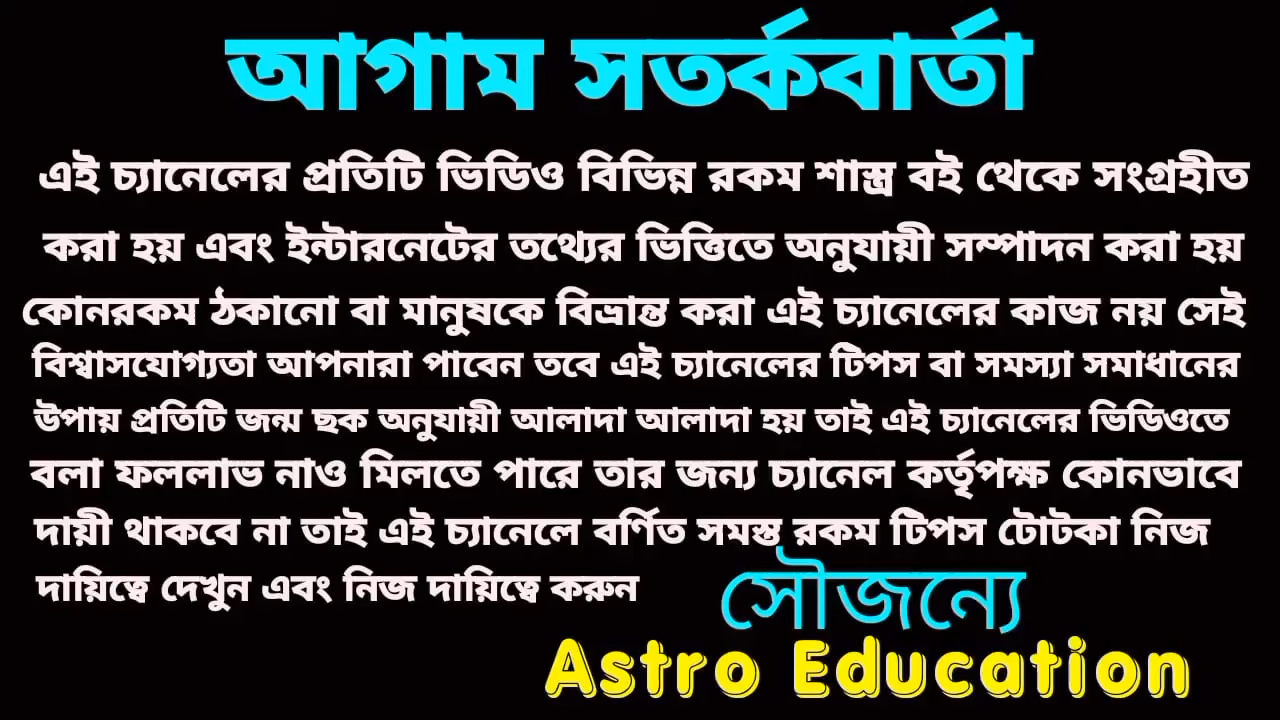 আগাম সতর্কবার্তা
এই চ্যানেলের প্রতিটি ভিডিও বিভিন্ন রকম শাস্ত্র বই থেকে সংগ্রহীত
করা হয় এবং ইন্টারনেটের তথ্যের ভিত্তিতে অনুযায়ী সম্পাদন করা হয়
কোনরকম ঠকানো বা মানুষকে বিভ্রান্ত করা এই চ্যানেলের কাজ নয় সেই
বিশ্বাসযোগ্যতা আপনারা পাবেন তবে এই চ্যানেলের টিপস বা সমস্যা সমাধানের
উপায় প্রতিটি জন্ম ছক অনুযায়ী আলাদা আলাদা হয় তাই এই চ্যানেলের ভিডিওতে
বলা ফললাভ নাও মিলতে পারে তার জন্য চ্যানেল কর্তৃপক্ষ কোনভাবে
দায়ী থাকবে না তাই এই চ্যানেলে বর্ণিত সমস্ত রকম টিপস টোটকা নিজ
দায়িত্বে দেখুন এবং নিজ দায়িত্বে করুন
সৌজন্যে
Astro Education